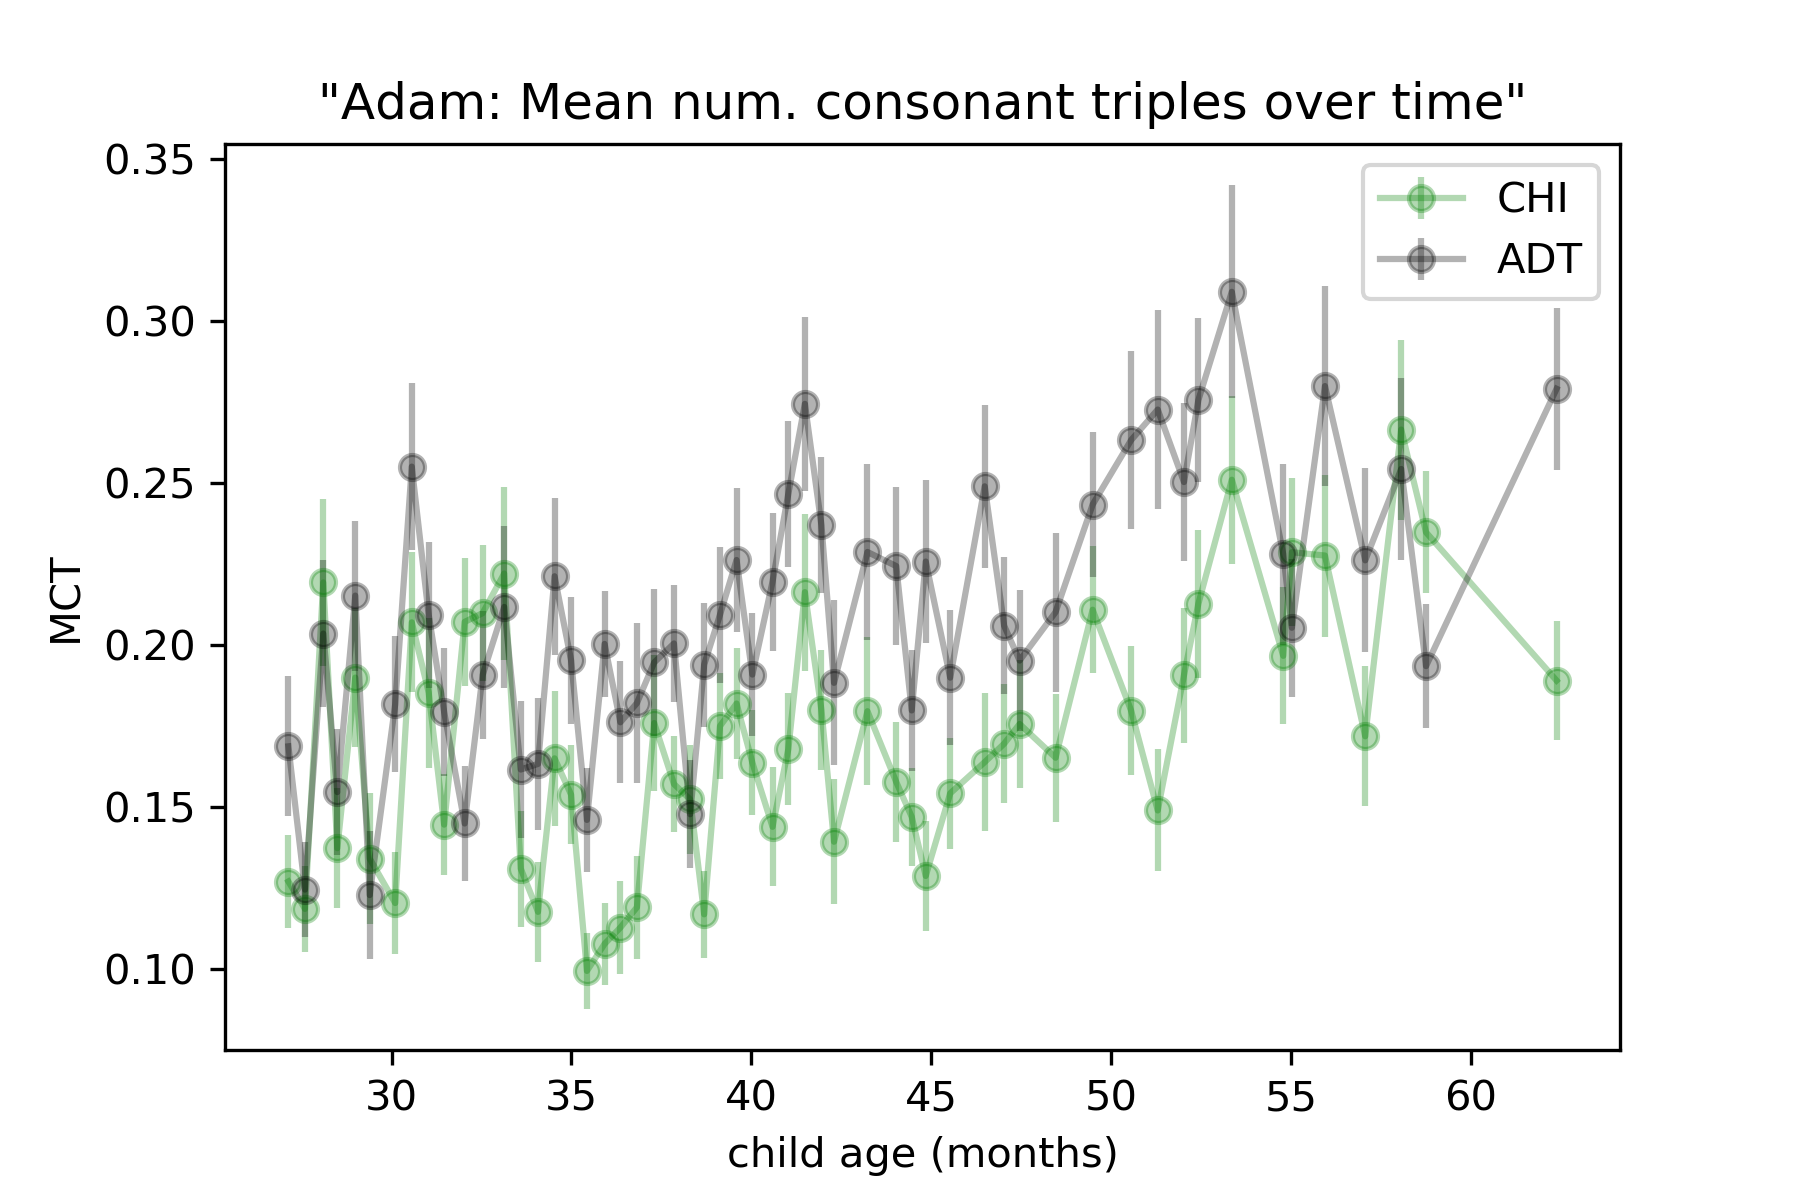 "Adam: Mean num. consonant triples over time"
0.35
0.30
0.25
0.20
0.15
0.10
MCT
CHI
ADT
30 35 40 45 50 55 60
child age (months)